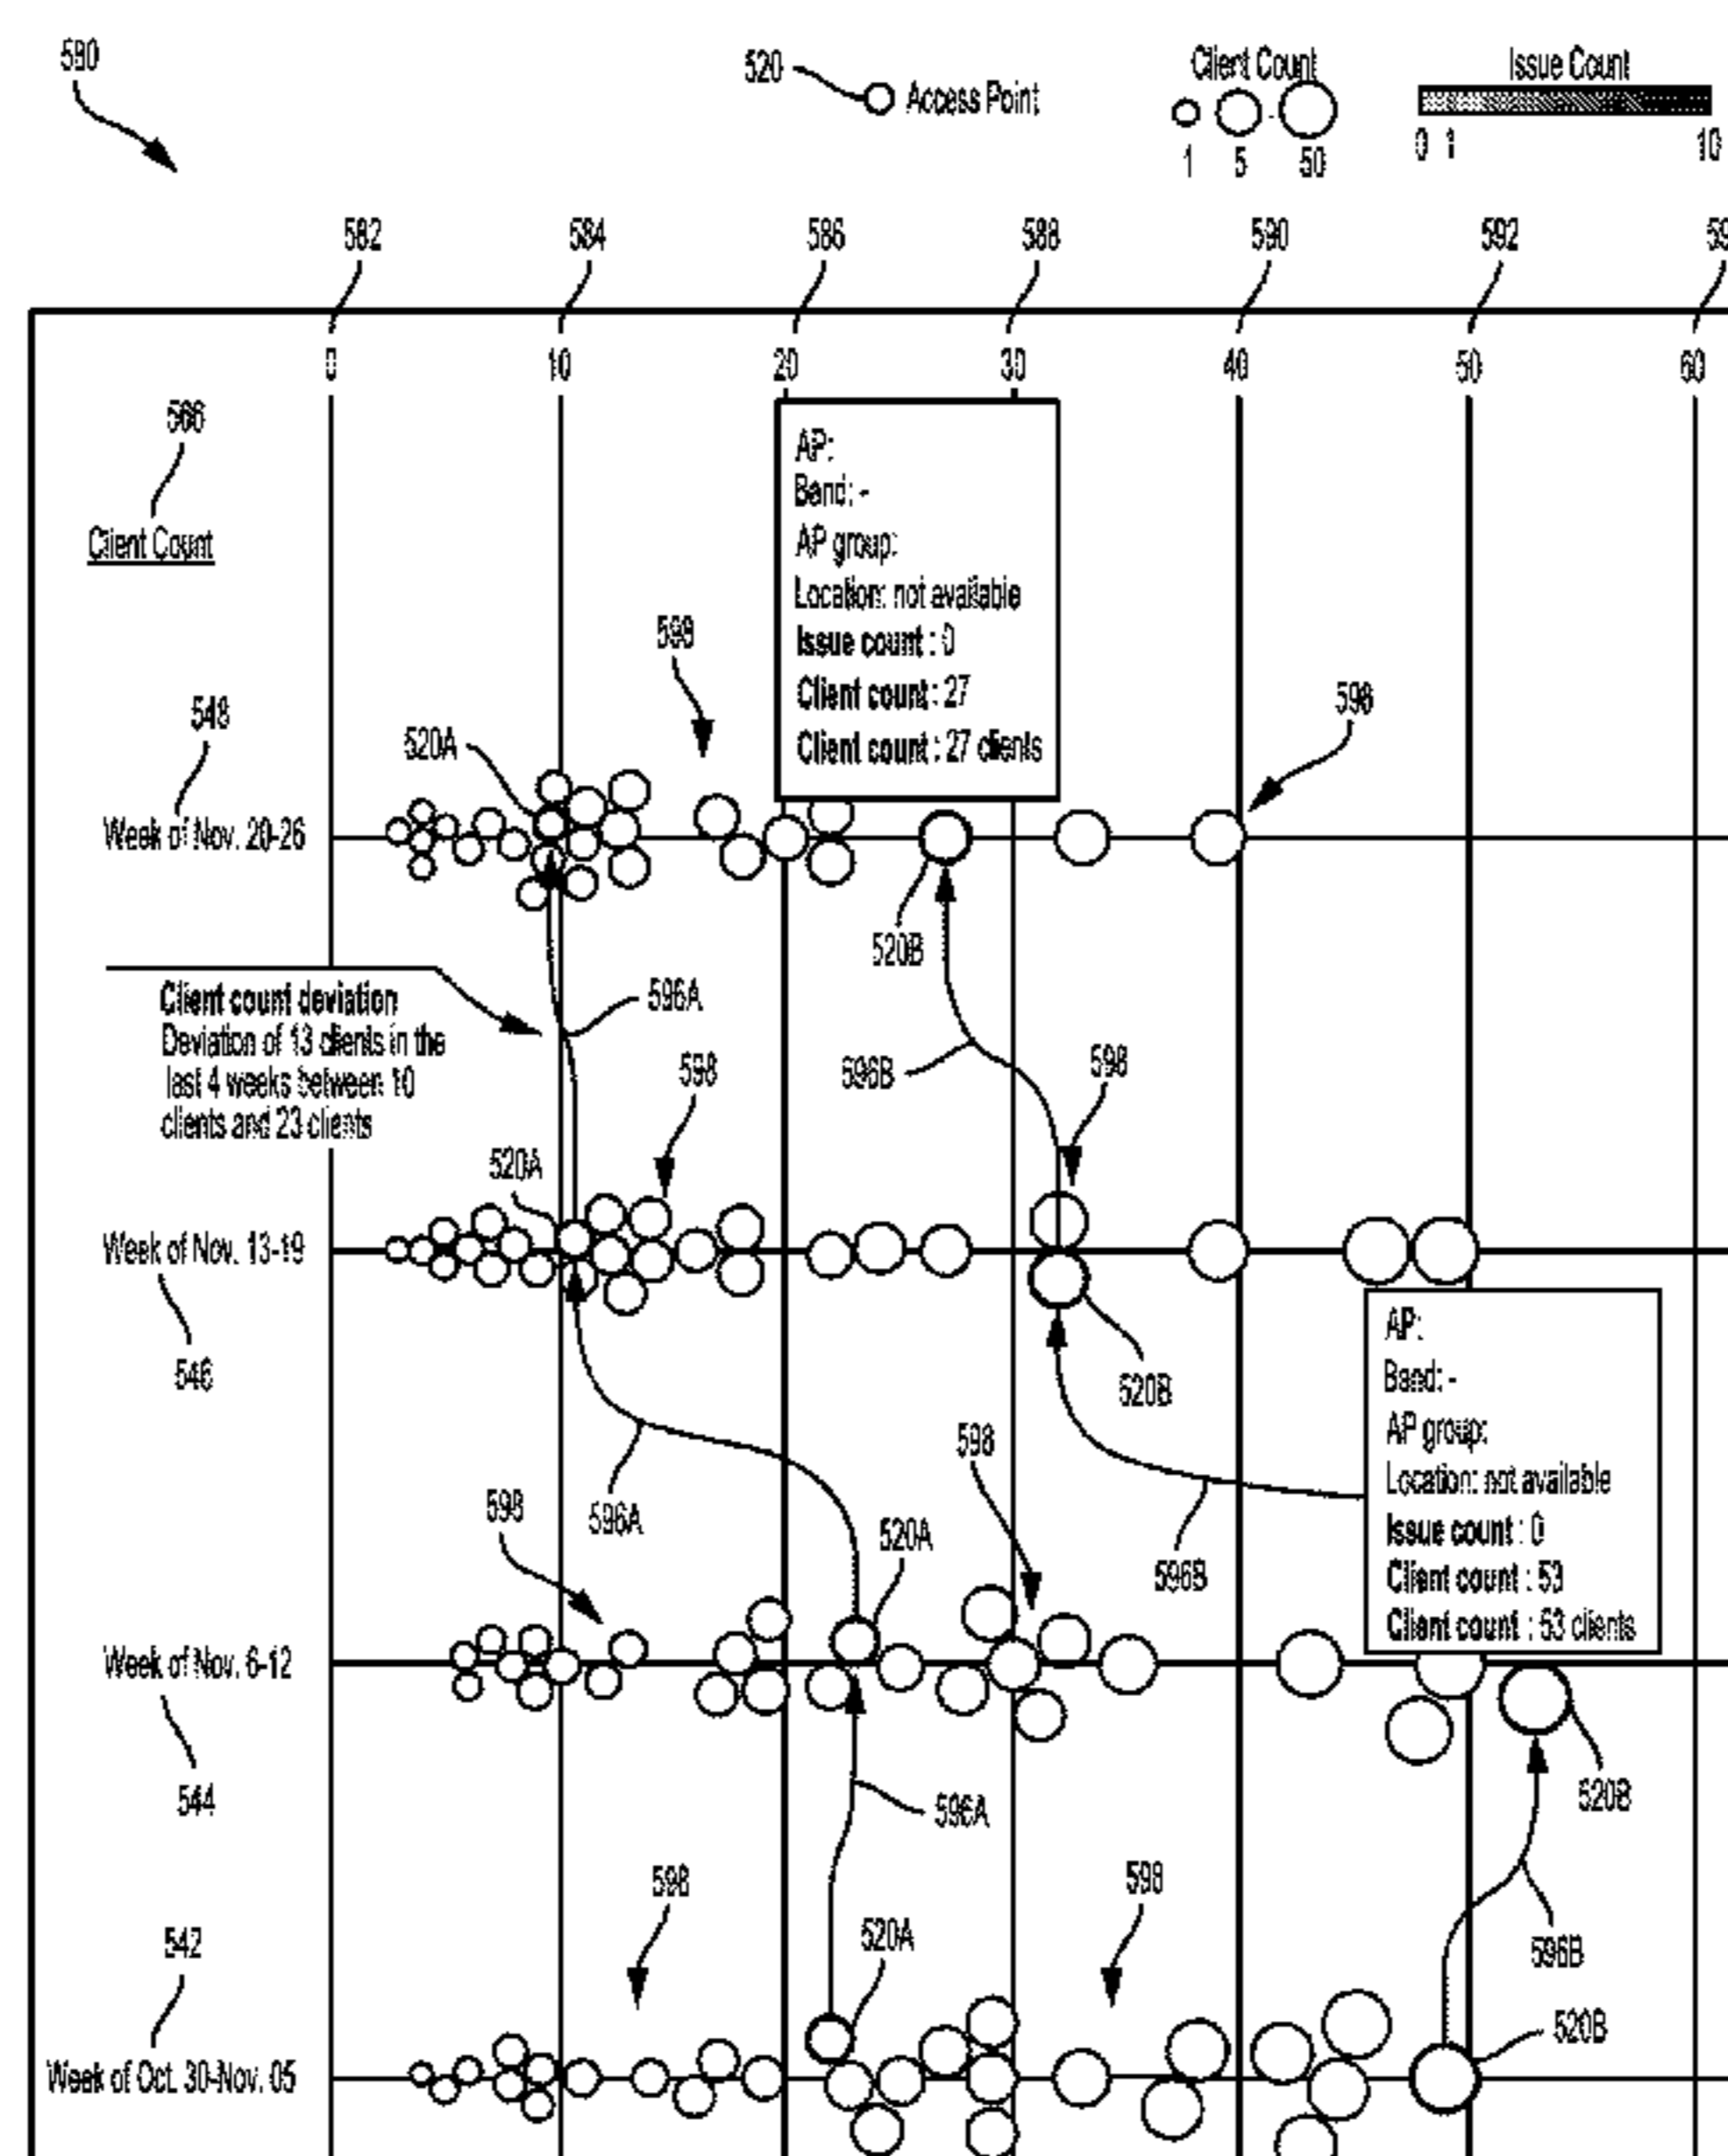 580
520
Access Point
Client Count
1 5 50
Issue Count
0 1 10
582 584 586 588 590 592
0 10 20 30 40 50 60
566
Client Count
AP:
Band: -
AP group:
Location: not available
Issue count : 0
Client count : 27
Client count : 27 clients
598
598
548
520A
Week of Nov. 20-26
520B
Client count deviation
Deviation of 13 clients in the
last 4 weeks between 10
clients and 23 clients
596A
596B
598
598
520A
Week of Nov. 13-19
546
520B
AP:
Band: -
AP group:
Location: not available
Issue count : 0
Client count : 53
Client count : 53 clients
598
596A
598
520A
596B
Week of Nov. 6-12
544
596A
520B
598
598
542
520A
596B
520B
Week of Oct. 30-Nov. 05